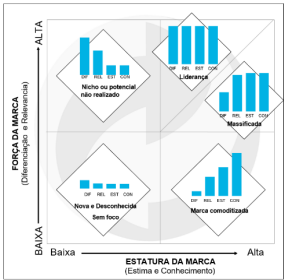 ALTA
FORÇA DA MARCA
(Diferenciação e Relevancia)
BAIXA
DIF REL EST CON
Nicho ou potencial
não realizado
DIF REL EST CON
Liderança
DIF REL EST CON
Massificada
DIF REL EST CON
Nova e Desconhecida
Sem foco
DIF REL EST CON
Marca comoditizada
Baixa
Alta
ESTATURA DA MARCA
(Estima e Conhecimento)